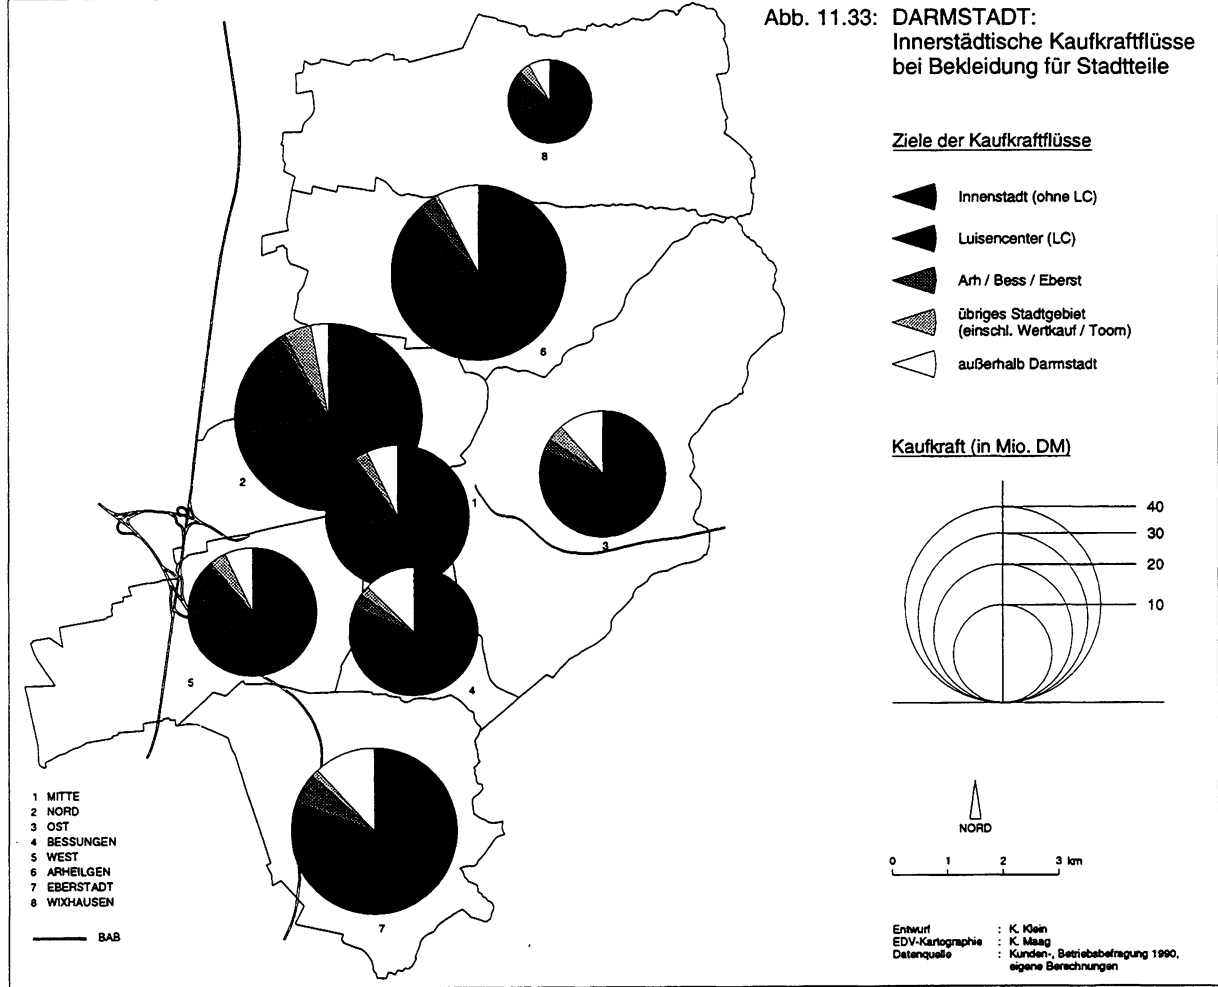 Abb. 11.33: DARMSTADT:
Innerstädtische Kaufkraftflüsse
bei Bekleidung für Stadtteile
Ziele der Kaufkraftflüsse
Innenstadt (ohne LC)
Luisencenter (LC)
Arh / Bess / Eberst
übriges Stadtgebiet
(einschl. Wertkauf / Toom)
außerhalb Darmstadt
Kaufkraft (in Mio. DM)
40
30
20
10
8
6
2
1
3
5
4
7
1 MITTE
2 NORD
3 OST
4 BESSUNGEN
5 WEST
6 ARHEILGEN
7 EBERSTADT
8 WIXHAUSEN
BAB
NORD
0 1 2 3 km
Entwurf : K. Klein
EDV-Kartographie : K. Maag
Datenquelle : Kunden-, Betriebsbefragung 1990,
eigene Berechnungen